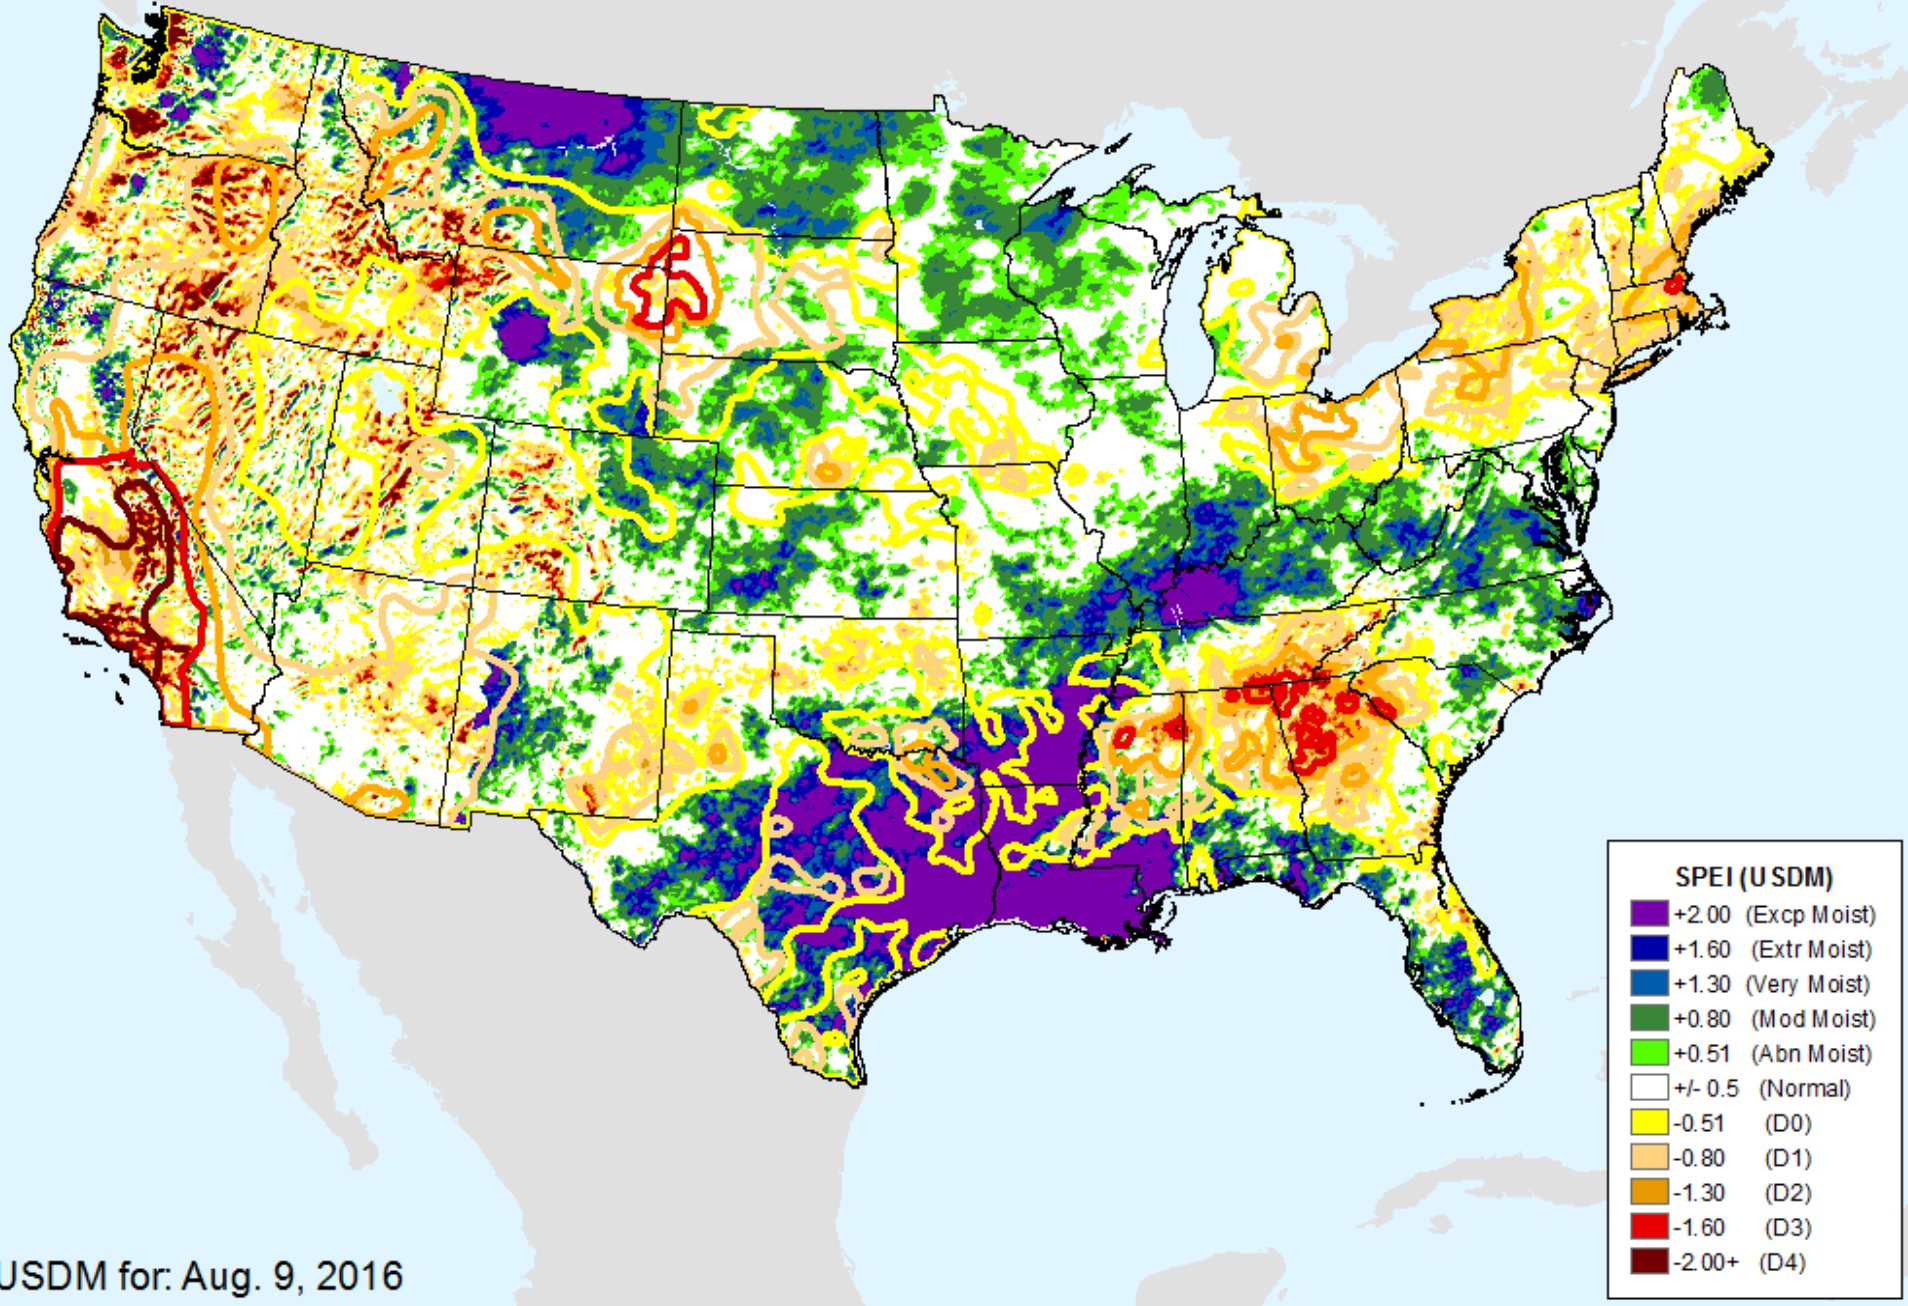 SPEI (USDM)
+2.00 (Excp Moist)
+1.60 (Extr Moist)
+1.30 (Very Moist)
+0.80 (Mod Moist)
+0.51 (Abn Moist)
+/- 0.5 (Normal)
-0.51 (D0)
-0.80 (D1)
-1.30 (D2)
-1.60 (D3)
-2.00+ (D4)
USDM for: Aug. 9, 2016